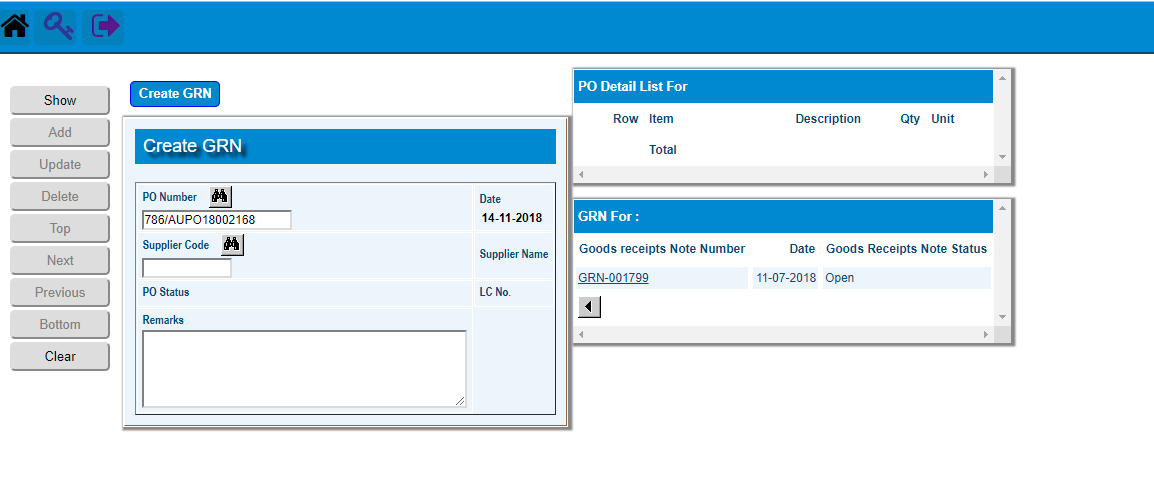 Create GRN
Show
Add
Update
Delete
Top
Next
Previous
Bottom
Clear
Create GRN
PO Number
786/AUPO18002168
Date
14-11-2018
Supplier Code
Supplier Name
PO Status
LC No.
Remarks
PO Detail List For
Row Item Description Qty Unit
Total
GRN For :
Goods receipts Note Number Date Goods Receipts Note Status
GRN-001799 11-07-2018 Open